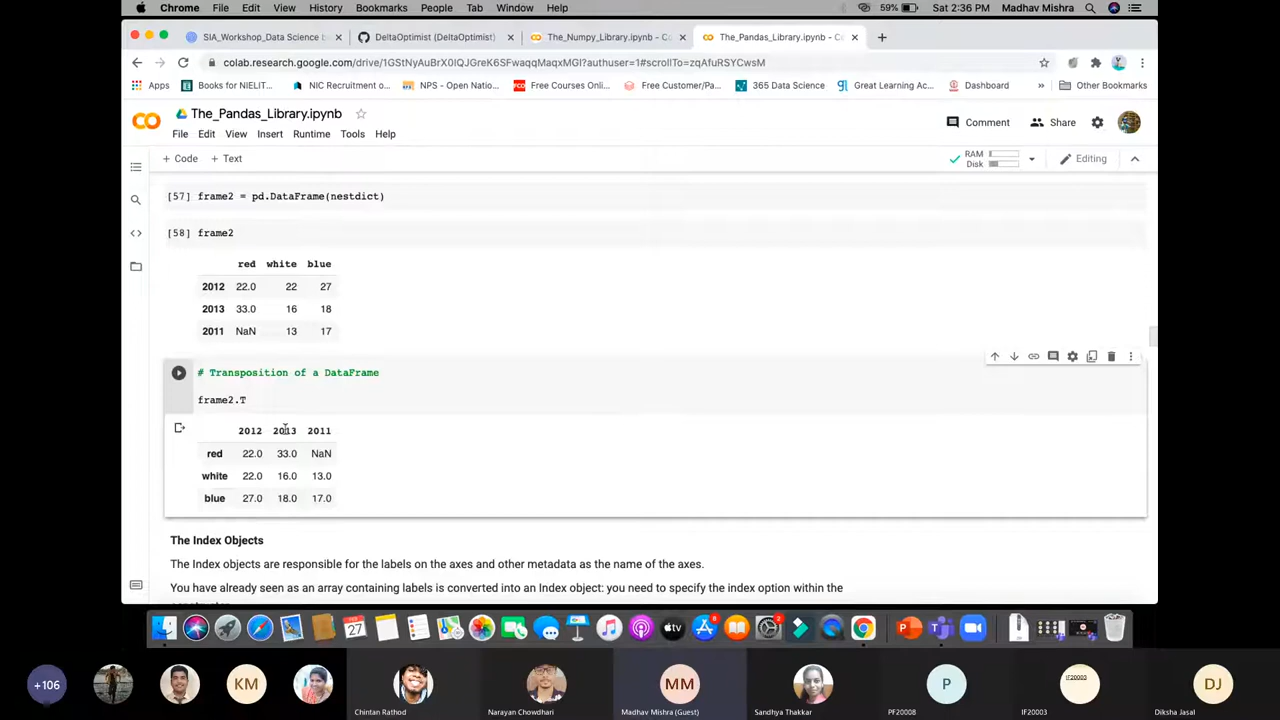 Chrome File Edit View History Bookmarks People Tab Window Help 59% Sat 2:36 PM Madhav Mishra
SIA_Workshop_Data Science b DeltaOptimist (DeltaOptimist) The_Numpy_Library.ipynb - Co The_Pandas_Library.ipynb - Co
colab.research.google.com/drive/1GStNyAuBrX0IQJGreK6SFwaqqMaqxMGI?authuser=1#scrollTo=zqAfuRSYCwsM
Apps Books for NIELIT... NIC Recruitment o... NPS - Open Natio... Free Courses Onli... Free Customer/Pa... 365 Data Science Great Learning Ac... Dashboard » Other Bookmarks
The_Pandas_Library.ipynb
Comment Share
File Edit View Insert Runtime Tools Help
+ Code + Text RAM Disk Editing
[57] frame2 = pd.DataFrame(nestdict)
[58] frame2
red white blue
2012 22.0 22 27
2013 33.0 16 18
2011 NaN 13 17
# Transposition of a DataFrame
frame2.T
2012 2013 2011
red 22.0 33.0 NaN
white 22.0 16.0 13.0
blue 27.0 18.0 17.0
The Index Objects
The Index objects are responsible for the labels on the axes and other metadata as the name of the axes.
You have already seen as an array containing labels is converted into an Index object: you need to specify the index option within the
27 tv 8 2
+106 KM MM P DJ
Chintan Rathod Narayan Chowdhari Madhav Mishra (Guest) Sandhya Thakkar PF20008 IF20003 Diksha Jasal